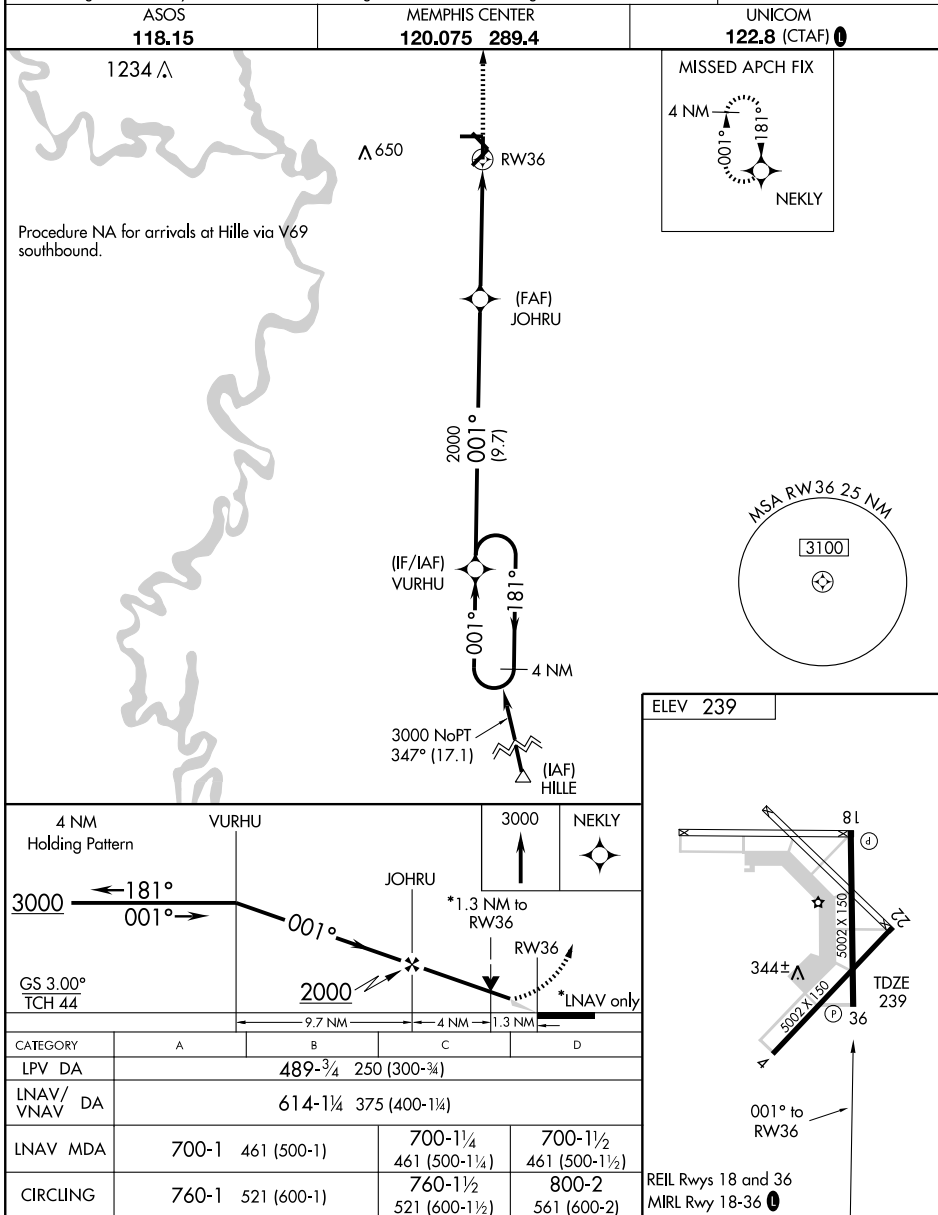 ASOS
118.15
MEMPHIS CENTER
120.075 289.4
UNICOM
122.8 (CTAF) L
1234
650
RW36
MISSED APCH FIX
4 NM
001°
181°
NEKLY
Procedure NA for arrivals at Hille via V69
southbound.
(FAF)
JOHRU
2000
001°
(9.7)
(IF/IAF)
VURHU
001°
181°
4 NM
3000 NoPT
347° (17.1)
(IAF)
HILLE
MSA RW36 25 NM
3100
ELEV 239
18
P
22
5002 X 150
344±
TDZE
239
5002 X 150
P
36
4
001° to
RW36
REIL Rwys 18 and 36
MIRL Rwy 18-36 L
4 NM
Holding Pattern
VURHU
3000
NEKLY
JOHRU
3000
181°
001°
001°
*1.3 NM to
RW36
RW36
2000
*LNAV only
GS 3.00°
TCH 44
9.7 NM
4 NM
1.3 NM
CATEGORY A B C D
LPV DA 489-¾ 250 (300-¾)
LNAV/
VNAV DA 614-1¼ 375 (400-1¼)
LNAV MDA 700-1 461 (500-1)
700-1¼
461 (500-1¼)
700-1½
461 (500-1½)
CIRCLING 760-1 521 (600-1)
760-1½
521 (600-1½)
800-2
561 (600-2)